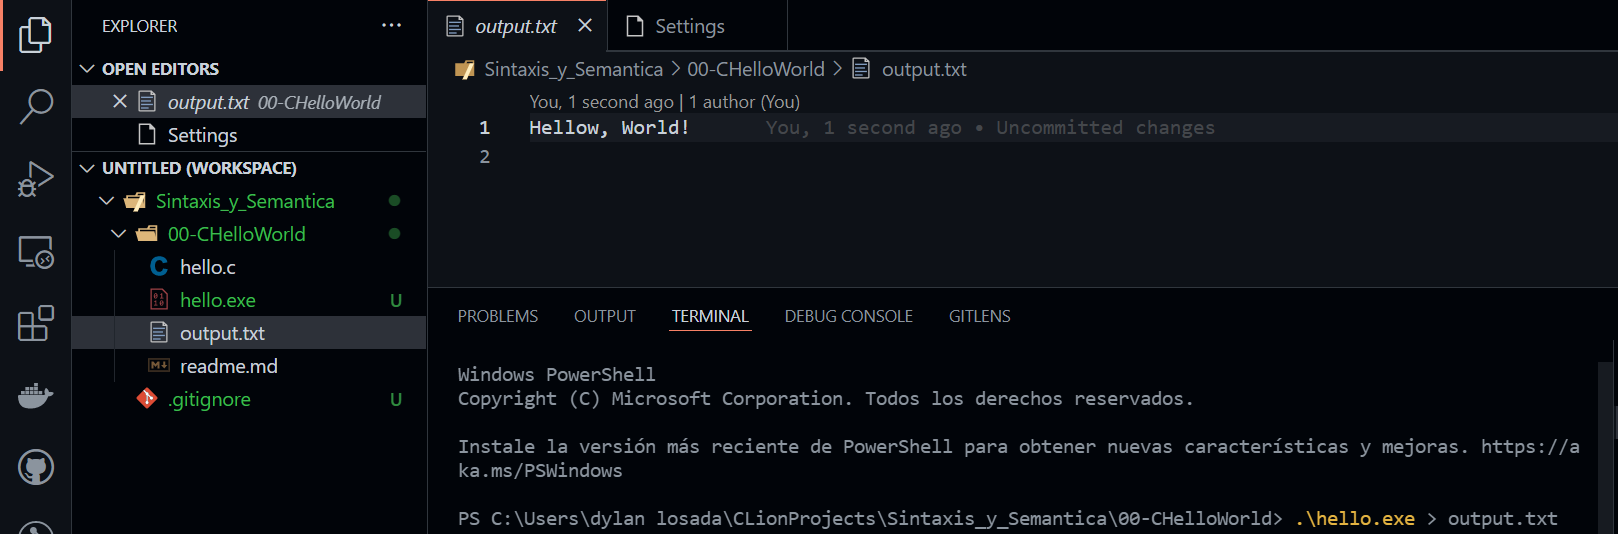 EXPLORER
OPEN EDITORS
output.txt 00-CHelloWorld
Settings
UNTITLED (WORKSPACE)
Sintaxis_y_Semantica
00-CHelloWorld
hello.c
hello.exe U
output.txt
readme.md
.gitignore U
output.txt
Settings
Sintaxis_y_Semantica > 00-CHelloWorld > output.txt
You, 1 second ago | 1 author (You)
1 Hellow, World! You, 1 second ago • Uncommitted changes
2
PROBLEMS OUTPUT TERMINAL DEBUG CONSOLE GITLENS
Windows PowerShell
Copyright (C) Microsoft Corporation. Todos los derechos reservados.
Instale la versión más reciente de PowerShell para obtener nuevas características y mejoras. https://a
ka.ms/PSWindows
PS C:\Users\dylan losada\CLionProjects\Sintaxis_y_Semantica\00-CHelloWorld> .\hello.exe > output.txt